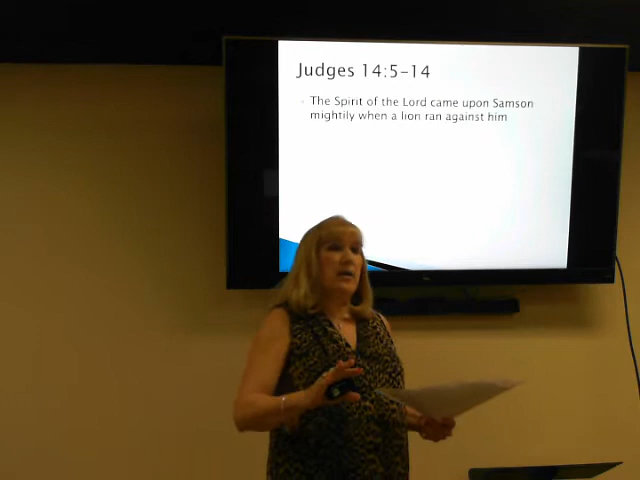 Judges 14:5-14
The Spirit of the Lord came upon Samson
mightily when a lion ran against him